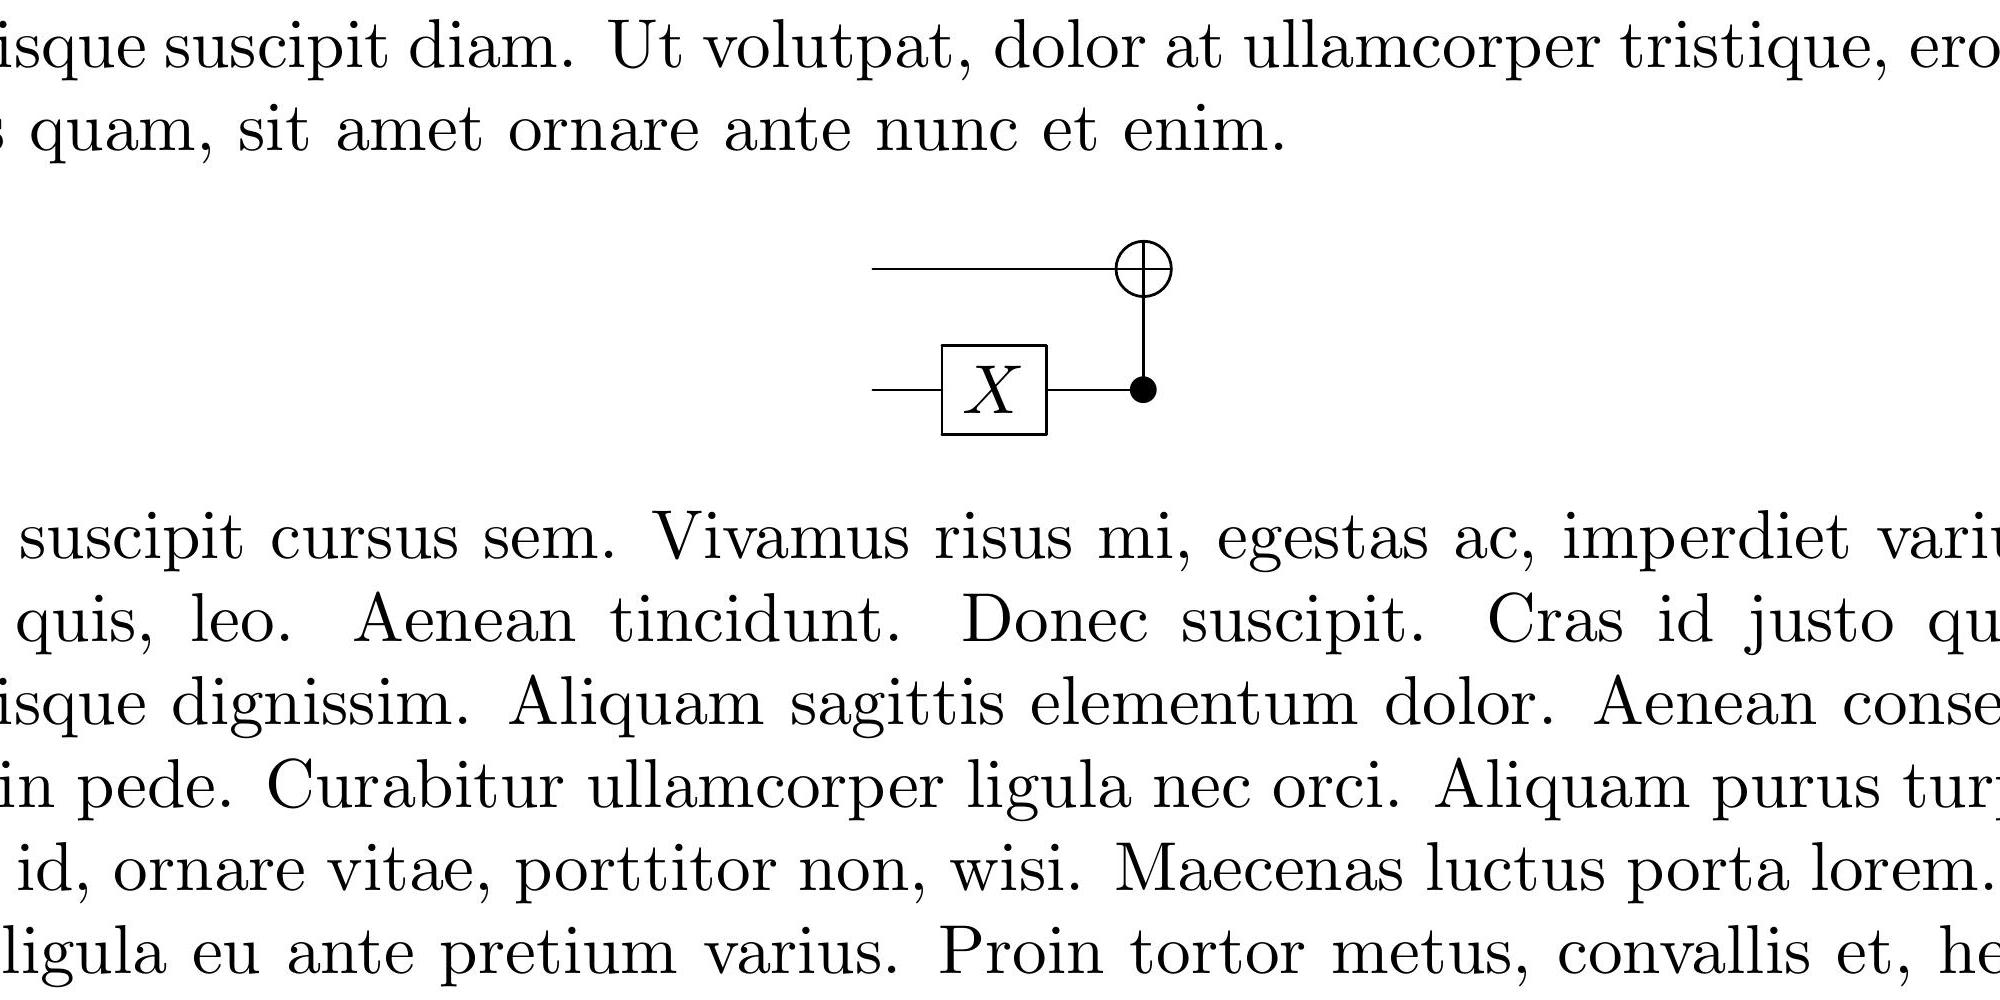 isque suscipit diam. Ut volutpat, dolor at ullamcorper tristique, ero
s quam, sit amet ornare ante nunc et enim.
X
suscipit cursus sem. Vivamus risus mi, egestas ac, imperdiet variu
quis, leo. Aenean tincidunt. Donec suscipit. Cras id justo qu
isque dignissim. Aliquam sagittis elementum dolor. Aenean conse
in pede. Curabitur ullamcorper ligula nec orci. Aliquam purus turp
id, ornare vitae, porttitor non, wisi. Maecenas luctus porta lorem.
ligula eu ante pretium varius. Proin tortor metus, convallis et, he